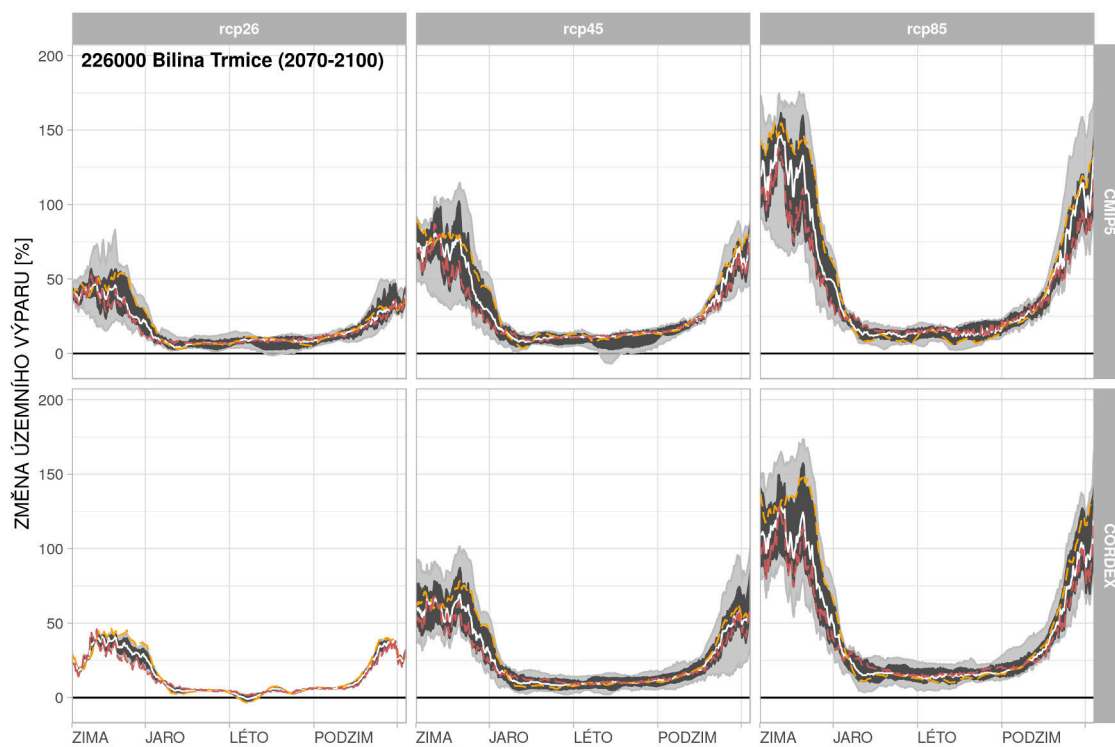 rcp26 rcp45 rcp85
226000 Bilina Trmice (2070-2100)
ZMĚNA ÚZEMNÍHO VÝPARU [%]
200
150
100
50
0
CMIP5
200
150
100
50
0
CORDEX
ZIMA JARO LÉTO PODZIM ZIMA JARO LÉTO PODZIM ZIMA JARO LÉTO PODZIM